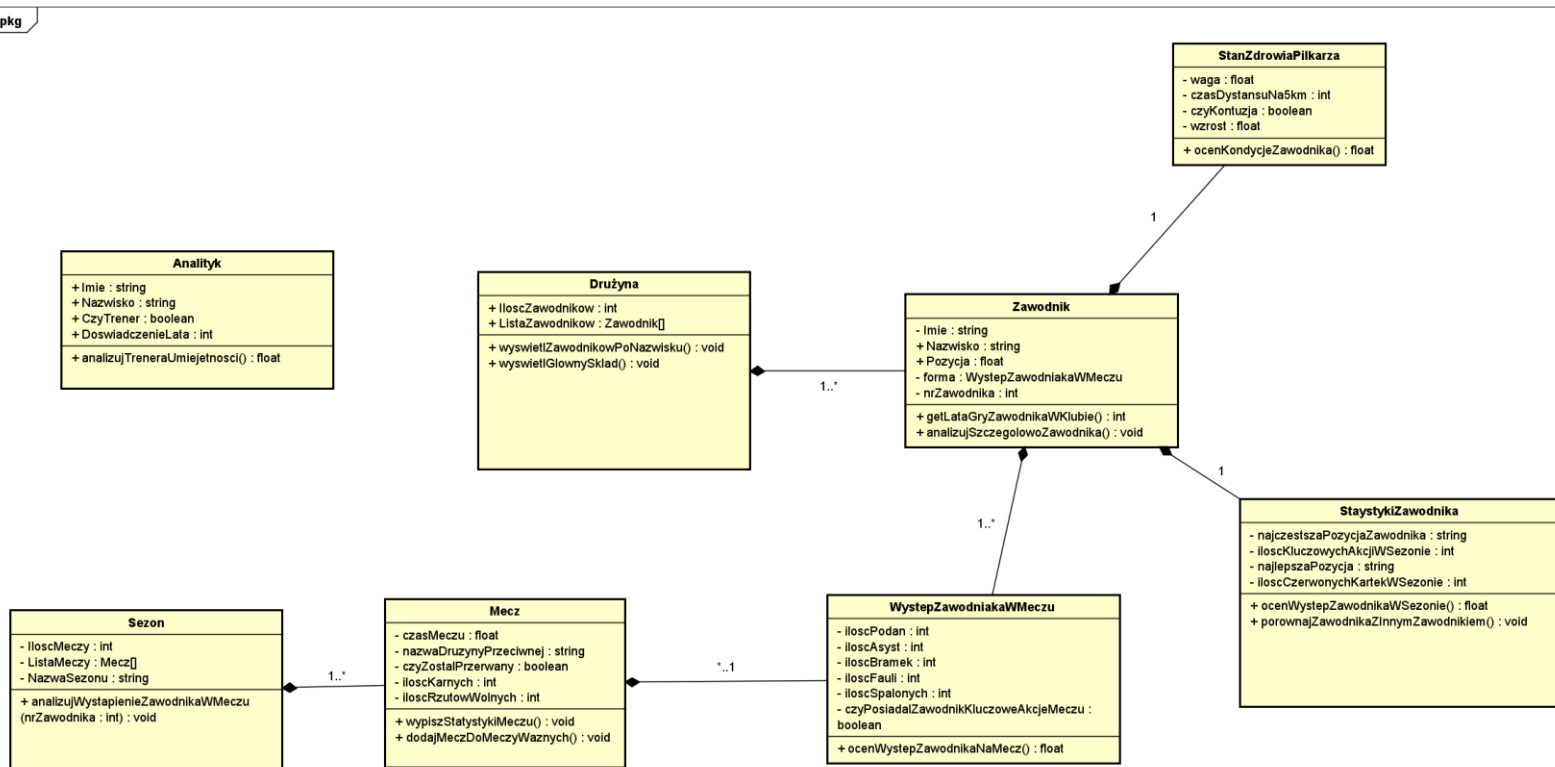 pkg
StanZdrowiaPilkarza
- waga : float
- czasDystansuNa5km : int
- czyKontuzja : boolean
- wzrost : float
+ ocenKondycjeZawodnika() : float
1
Analityk
+ Imie : string
+ Nazwisko : string
+ CzyTrener : boolean
+ DoswiadczenieLata : int
+ analizujTreneraUmiejetnosci() : float
Drużyna
+ IloscZawodnikow : int
+ ListaZawodnikow : Zawodnik[]
+ wyswietlZawodnikowPoNazwisku() : void
+ wyswietlGlownySklad() : void
1..*
Zawodnik
- Imie : string
+ Nazwisko : string
+ Pozycja : float
- forma : WystepZawodniakaWMeczu
- nrZawodnika : int
+ getLataGryZawodnikaWKlubie() : int
+ analizujSzczegolowoZawodnika() : void
1
1..*
StaystykiZawodnika
- najczestszaPozycjaZawodnika : string
- iloscKluczowychAkcjiWSezonie : int
- najlepszaPozycja : string
- iloscCzerwonychKartekWSezonie : int
+ ocenWystepZawodnikaWSezonie() : float
+ porownajZawodnikaZInnymZawodnikiem() : void
Sezon
- IloscMeczy : int
- ListaMeczy : Mecz[]
- NazwaSezonu : string
+ analizujWystapienieZawodnikaWMeczu
(nrZawodnika : int) : void
1..*
Mecz
- czasMeczu : float
- nazwaDruzynyPrzeciwnej : string
- czyZostalPrzerwany : boolean
- iloscKarnych : int
- iloscRzutowWolnych : int
+ wypiszStatystykiMeczu() : void
+ dodajMeczDoMeczyWaznych() : void
*..1
WystepZawodniakaWMeczu
- iloscPodan : int
- iloscAsyst : int
- iloscBramek : int
- iloscFauli : int
- iloscSpalonych : int
- czyPosiadalZawodnikKluczoweAkcjeMeczu :
boolean
+ ocenWystepZawodnikaNaMecz() : float